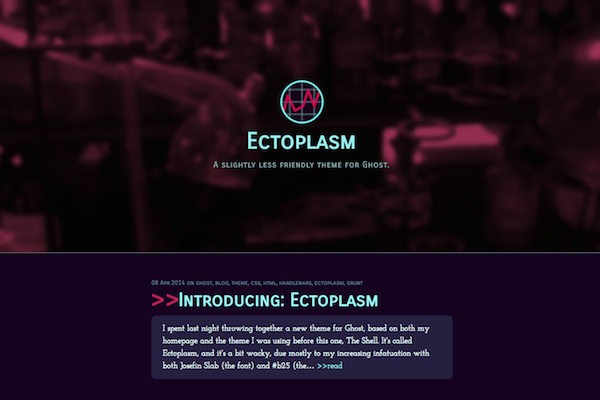 Ectoplasm
A slightly less friendly theme for Ghost.
08 Apr 2014 on ghost, blog, theme, css, html, handlebars, ectoplasm, grunt
>>Introducing: Ectoplasm
I spent last night throwing together a new theme for Ghost, based on both my
homepage and the theme I was using before this one, The Shell. It's called
Ectoplasm, and it's a bit wacky, due mostly to my increasing infatuation with
both Josefin Slab (the font) and #b25 (the... >>read